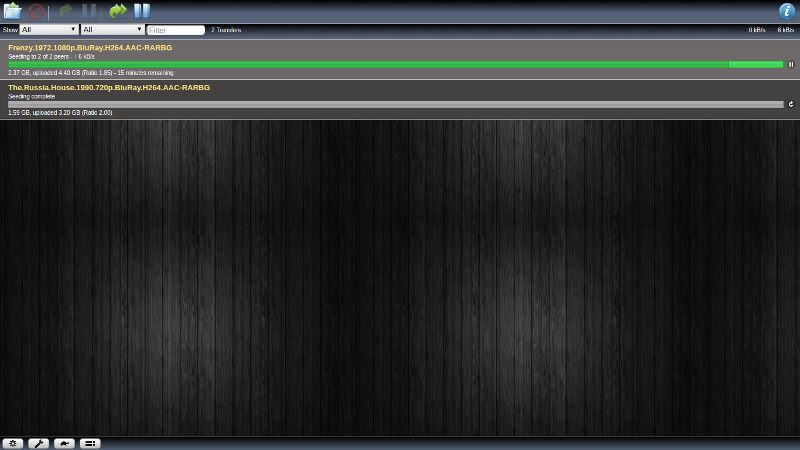 Show All All Filter 2 Transfers 0 kB/s 6 kB/s
Frenzy.1972.1080p.BluRay.H264.AAC-RARBG
Seeding to 2 of 2 peers - ↑ 6 kB/s
2.37 GB, uploaded 4.40 GB (Ratio 1.85) - 15 minutes remaining
The.Russia.House.1990.720p.BluRay.H264.AAC-RARBG
Seeding complete
1.59 GB, uploaded 3.20 GB (Ratio 2.00)